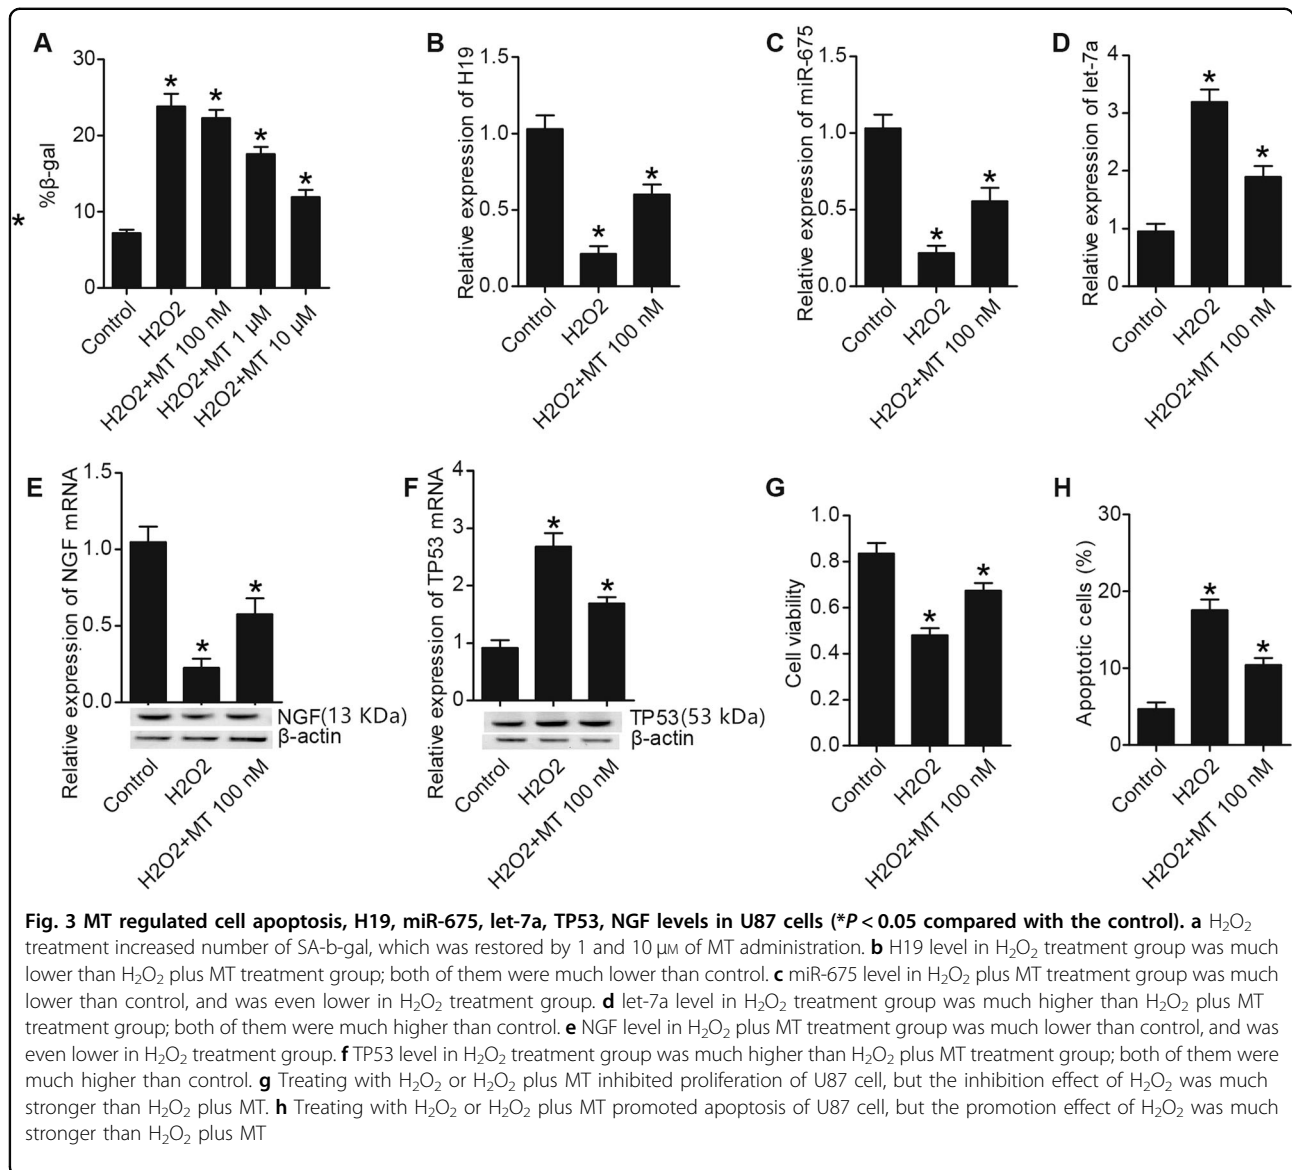 A
%β-gal
30
20
10
0
*
*
*
*
*
Control
H2O2
H2O2+MT 100 nM
H2O2+MT 1 µM
H2O2+MT 10 µM
B
Relative expression of H19
1.5
1.0
0.5
0.0
*
*
Control
H2O2
H2O2+MT 100 nM
C
Relative expression of miR-675
1.5
1.0
0.5
0.0
*
*
Control
H2O2
H2O2+MT 100 nM
D
Relative expression of let-7a
4
3
2
1
0
*
*
Control
H2O2
H2O2+MT 100 nM
E
Relative expression of NGF mRNA
1.5
1.0
0.5
0.0
*
*
NGF(13 KDa)
β-actin
Control
H2O2
H2O2+MT 100 nM
F
Relative expression of TP53 mRNA
4
3
2
1
0
*
*
TP53(53 kDa)
β-actin
Control
H2O2
H2O2+MT 100 nM
G
Cell viability
1.0
0.8
0.6
0.4
0.2
0.0
*
*
Control
H2O2
H2O2+MT 100 nM
H
Apoptotic cells (%)
30
20
10
0
*
*
Control
H2O2
H2O2+MT 100 nM
Fig. 3 MT regulated cell apoptosis, H19, miR-675, let-7a, TP53, NGF levels in U87 cells (*P < 0.05 compared with the control). a H₂O₂
treatment increased number of SA-b-gal, which was restored by 1 and 10 µM of MT administration. b H19 level in H₂O₂ treatment group was much
lower than H₂O₂ plus MT treatment group; both of them were much lower than control. c miR-675 level in H₂O₂ plus MT treatment group was much
lower than control, and was even lower in H₂O₂ treatment group. d let-7a level in H₂O₂ treatment group was much higher than H₂O₂ plus MT
treatment group; both of them were much higher than control. e NGF level in H₂O₂ plus MT treatment group was much lower than control, and was
even lower in H₂O₂ treatment group. f TP53 level in H₂O₂ treatment group was much higher than H₂O₂ plus MT treatment group; both of them were
much higher than control. g Treating with H₂O₂ or H₂O₂ plus MT inhibited proliferation of U87 cell, but the inhibition effect of H₂O₂ was much
stronger than H₂O₂ plus MT. h Treating with H₂O₂ or H₂O₂ plus MT promoted apoptosis of U87 cell, but the promotion effect of H₂O₂ was much
stronger than H₂O₂ plus MT